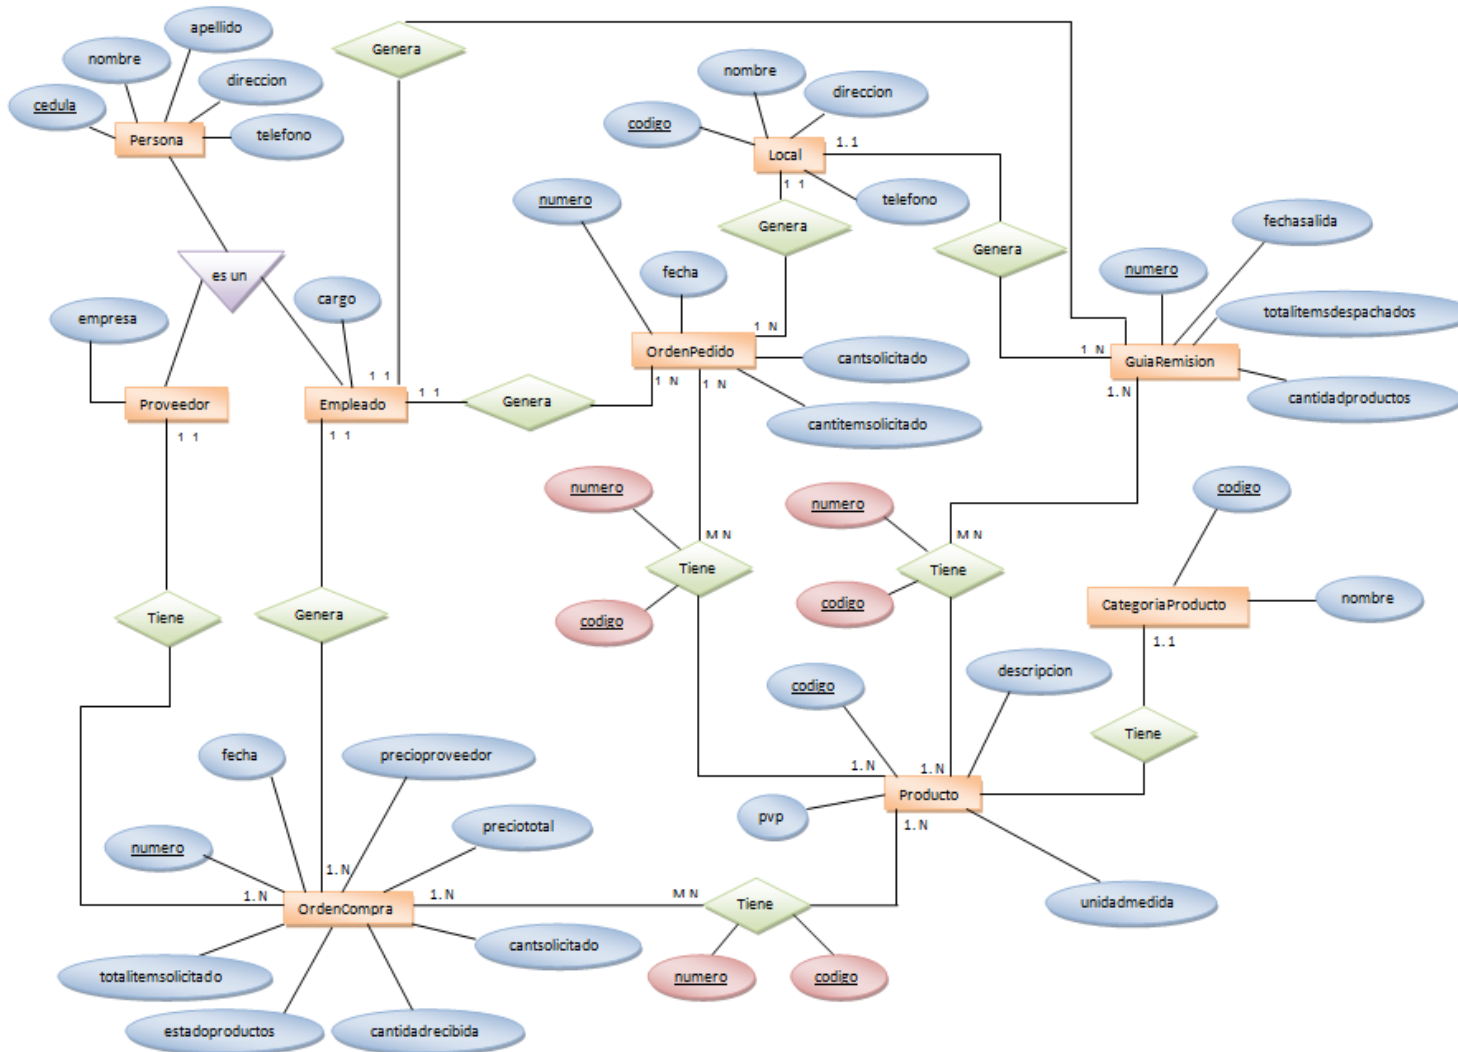 apellido
Genera
nombre
nombre
direccion
direccion
cedula
codigo
telefono
Persona
1.1
Local
1 1
numero
telefono
Genera
fechasalida
Genera
es un
fecha
numero
cargo
empresa
totalitemsdespachados
1 N
OrdenPedido
cantsolicitado
1 N
GuiaRemision
1 1
1 N
1 N
1.N
Proveedor
Empleado
1 1
Genera
cantidadproductos
cantitemsolicitado
1 1
1 1
numero
numero
codigo
M N
M N
Tiene
Tiene
codigo
codigo
CategoriaProducto
nombre
Tiene
Genera
1.1
codigo
descripcion
Tiene
fecha
precioproveedor
1.N
1.N
Producto
pvp
1.N
preciototal
numero
1.N
1.N
1.N
M N
OrdenCompra
Tiene
unidadmedida
cantsolicitado
totalitemsolicitado
numero
codigo
estadoproductos
cantidadrecibida